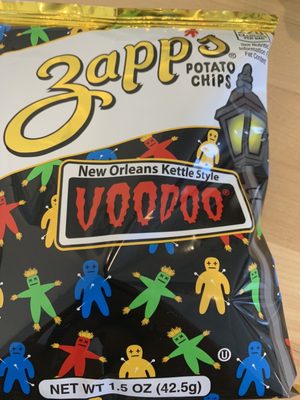 Zapp's®
POTATO
CHIPS
New Orleans Kettle Style
VOODOO®
U
NET WT 1.5 OZ (42.5g)